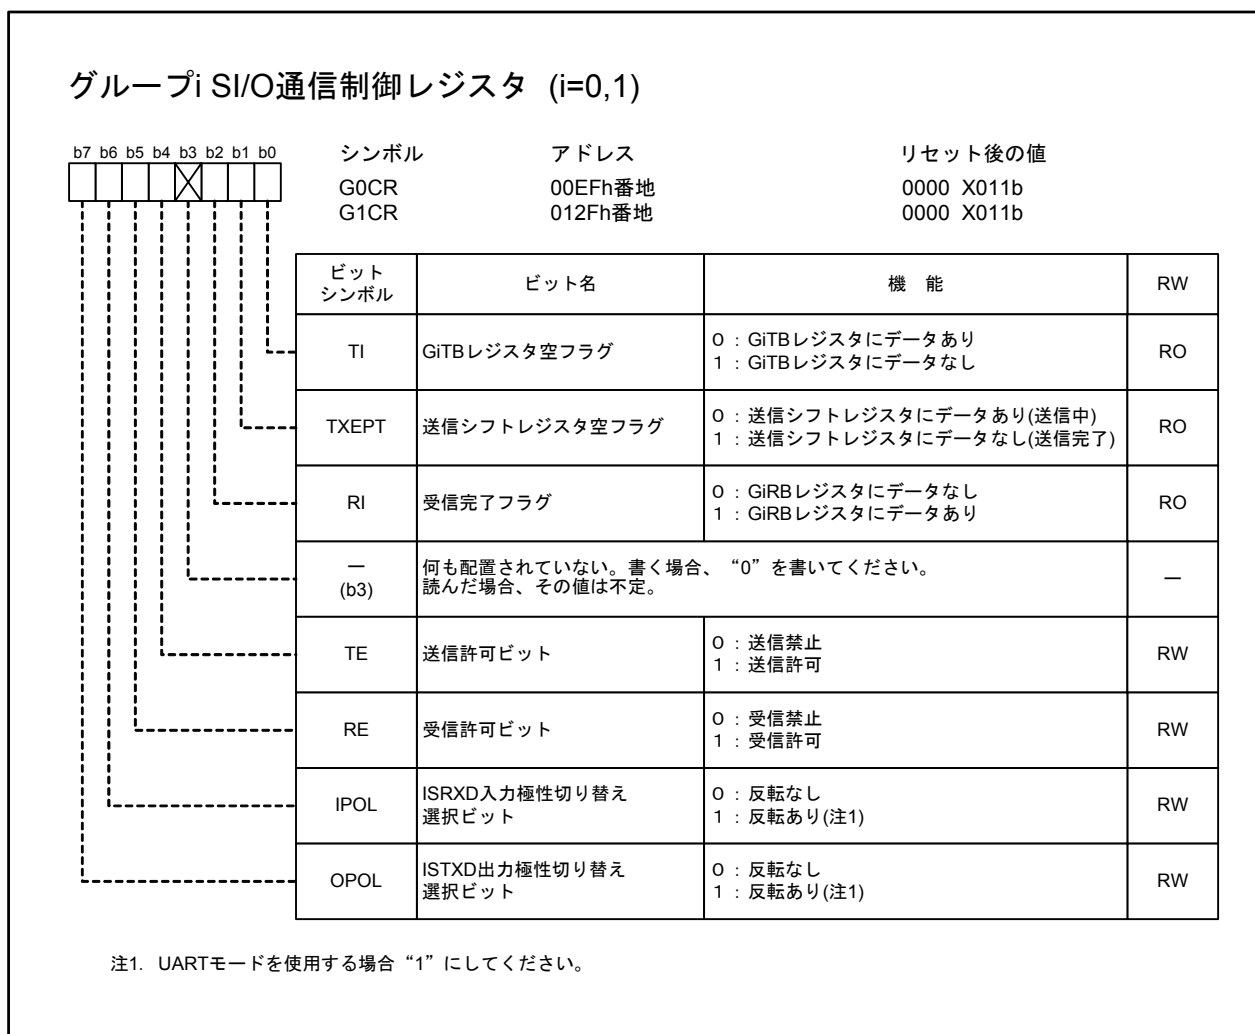 グループi SI/O通信制御レジスタ (i=0,1)
b7 b6 b5 b4 b3 b2 b1 b0
シンボル アドレス リセット後の値
G0CR 00EFh番地 0000 X011b
G1CR 012Fh番地 0000 X011b
ビット
シンボル
ビット名
機 能
RW
TI
GiTBレジスタ空フラグ
0 : GiTBレジスタにデータあり
1 : GiTBレジスタにデータなし
RO
TXEPT
送信シフトレジスタ空フラグ
0 : 送信シフトレジスタにデータあり(送信中)
1 : 送信シフトレジスタにデータなし(送信完了)
RO
RI
受信完了フラグ
0 : GiRBレジスタにデータなし
1 : GiRBレジスタにデータあり
RO
―
(b3)
何も配置されていない。書く場合、“0”を書いてください。
読んだ場合、その値は不定。
―
TE
送信許可ビット
0 : 送信禁止
1 : 送信許可
RW
RE
受信許可ビット
0 : 受信禁止
1 : 受信許可
RW
IPOL
ISRXD入力極性切り替え
選択ビット
0 : 反転なし
1 : 反転あり(注1)
RW
OPOL
ISTXD出力極性切り替え
選択ビット
0 : 反転なし
1 : 反転あり(注1)
RW
注1. UARTモードを使用する場合“1”にしてください。